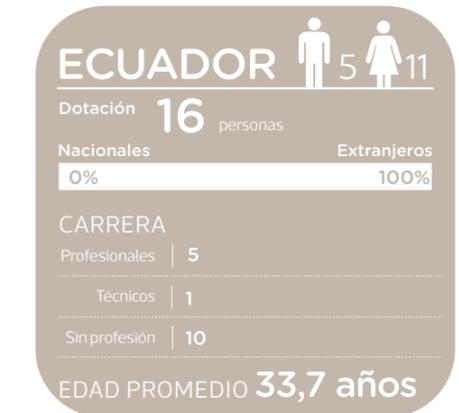 ECUADOR 5 11
Dotación 16 personas
Nacionales Extranjeros
0% 100%
CARRERA
Profesionales 5
Técnicos 1
Sin profesión 10
EDAD PROMEDIO 33,7 años